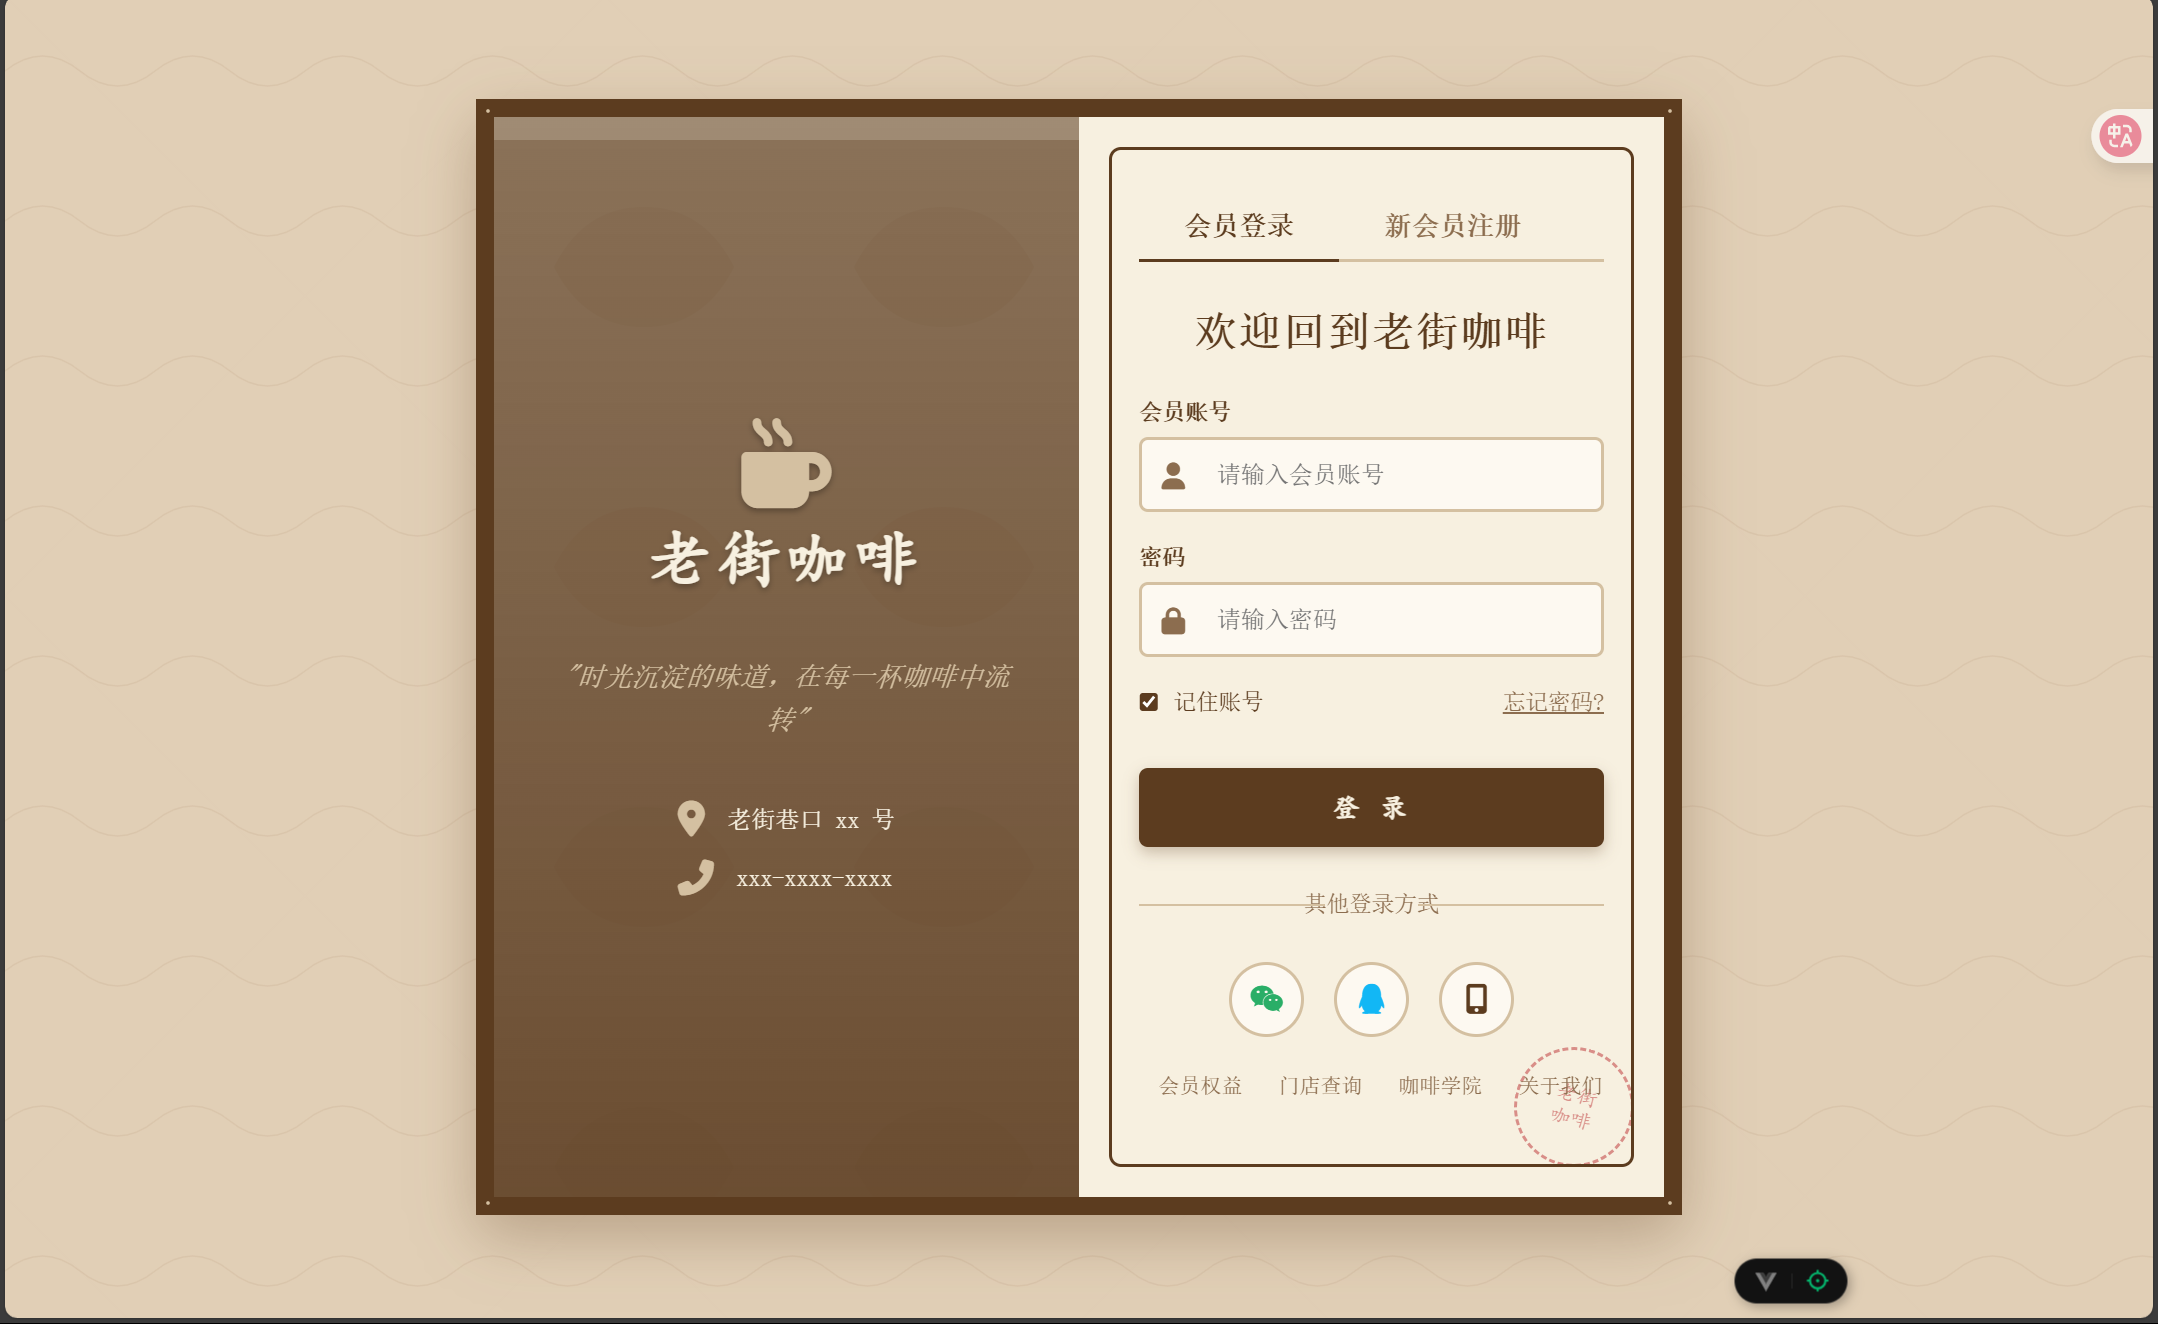 老街咖啡
"时光沉淀的味道，在每一杯咖啡中流
转"
老街巷口 xx 号
xxx-xxxx-xxxx
会员登录 新会员注册
欢迎回到老街咖啡
会员账号
请输入会员账号
密码
请输入密码
记住账号 忘记密码?
登 录
其他登录方式
会员权益 门店查询 咖啡学院 关于我们
老街
咖啡
中A